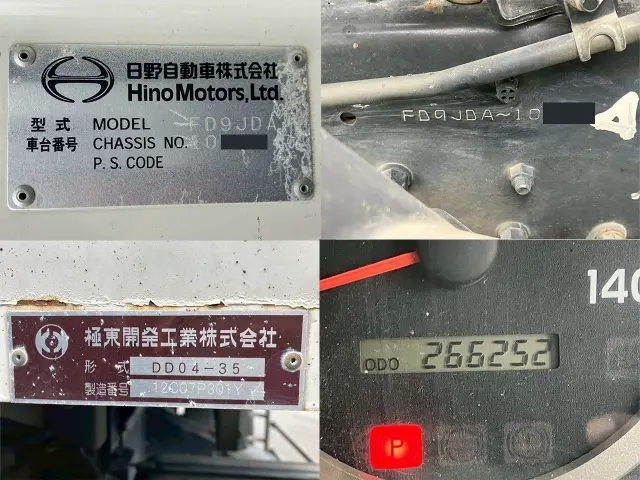 日野自動車株式会社
Hino Motors, Ltd.
型式 MODEL FD9JDA
車台番号 CHASSIS NO. 10
P.S. CODE
FD9JDA~10
極東開発工業株式会社
形式 DD04-35
製造番号
140
ODO 266252
P